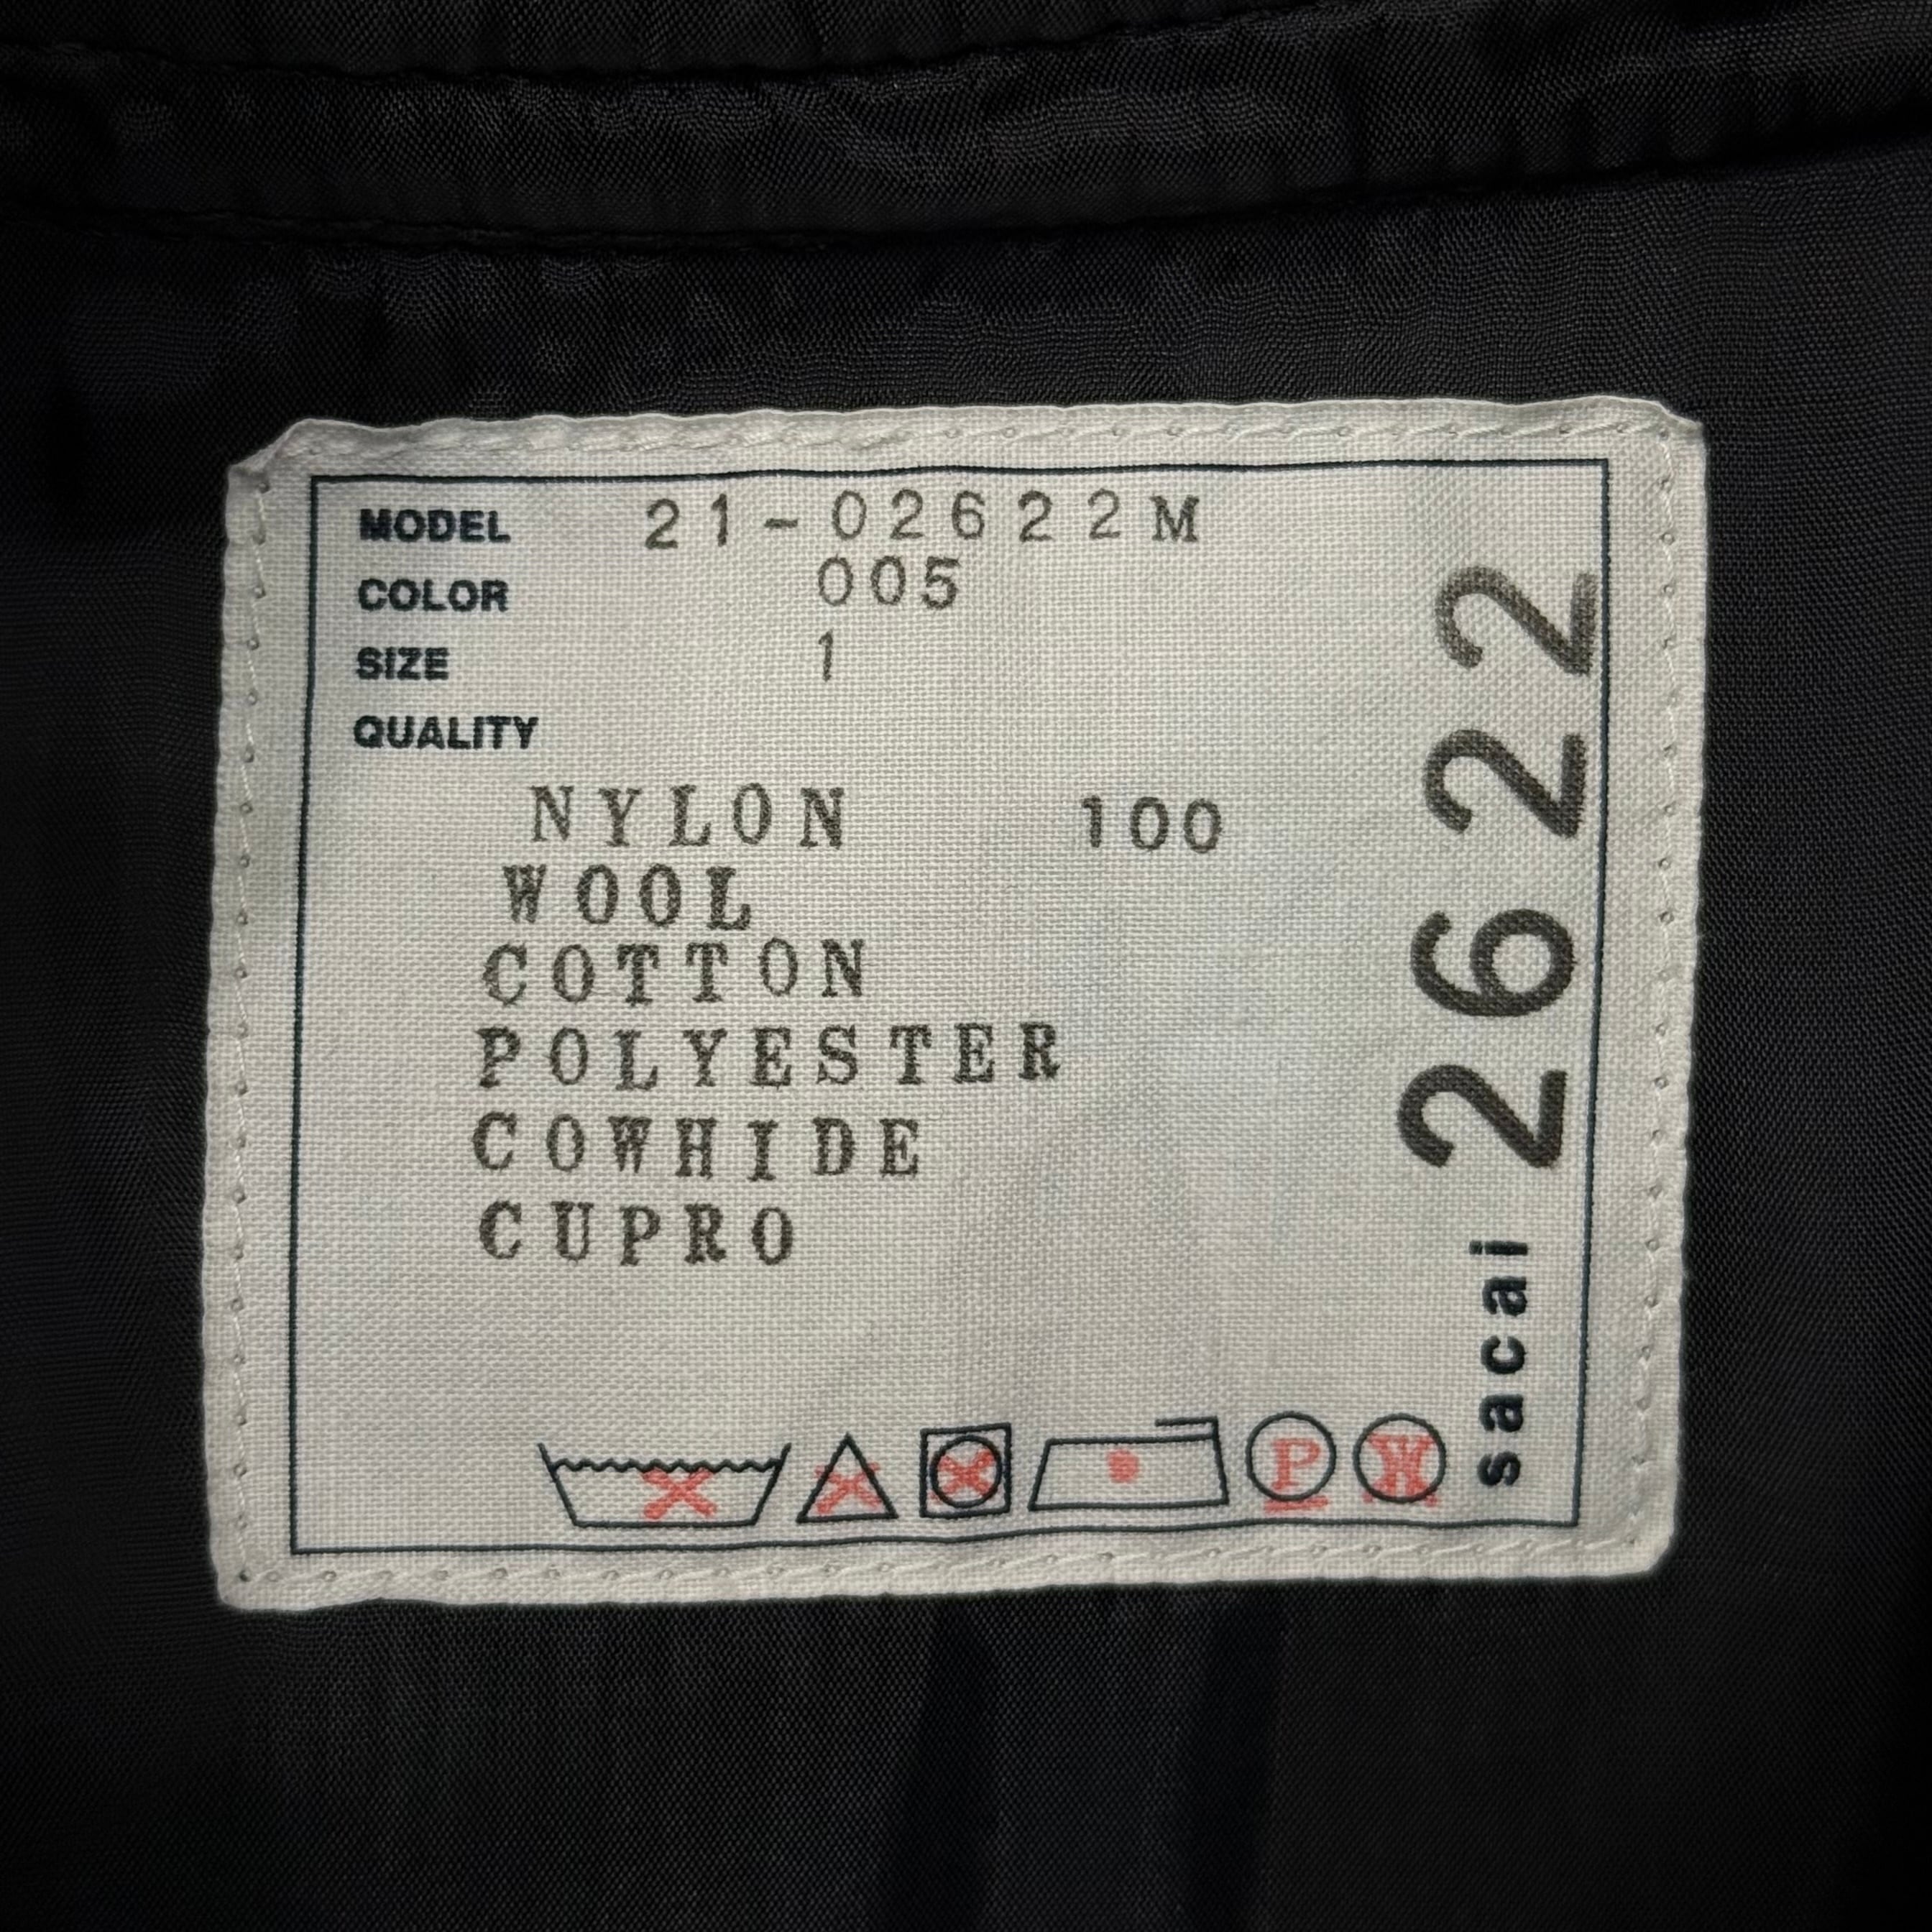 MODEL 21-02622M
COLOR 005
SIZE 1
QUALITY
NYLON 100
WOOL
COTTON
POLYESTER
COWHIDE
CUPRO
P W
sacai 2622